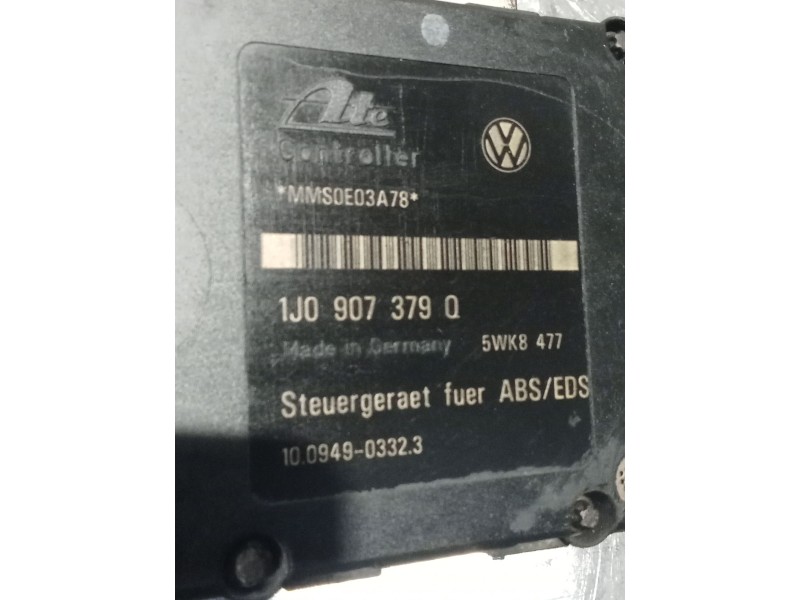 Ate
Controller
*MMS0E03A78*
1J0 907 379 Q
Made in Germany 5WK8 477
Steuergeraet fuer ABS/EDS
10.0949-0332.3